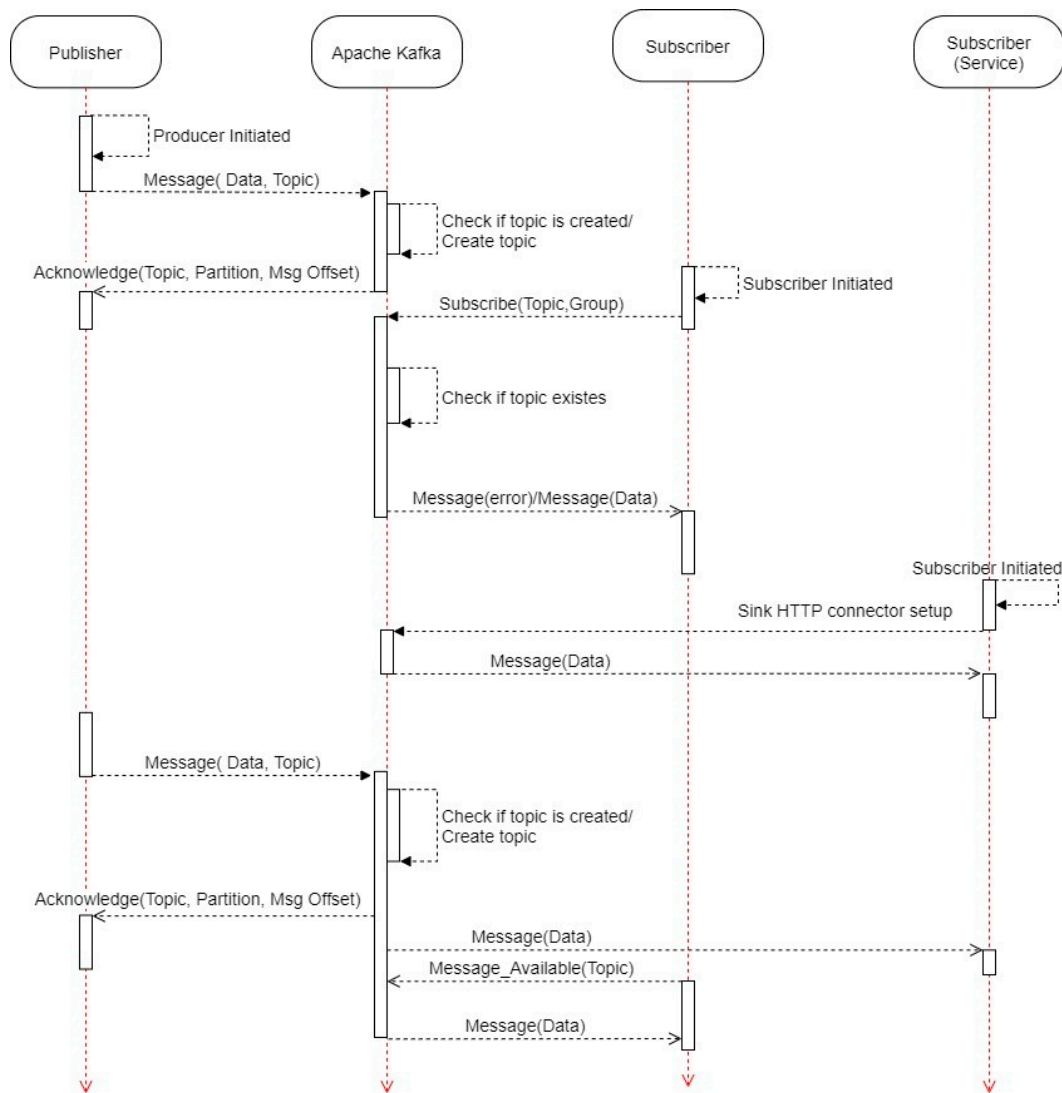 Publisher
Apache Kafka
Subscriber
Subscriber
(Service)
Producer Initiated
Message( Data, Topic)
Check if topic is created/
Create topic
Acknowledge(Topic, Partition, Msg Offset)
Subscriber Initiated
Subscribe(Topic,Group)
Check if topic existes
Message(error)/Message(Data)
Subscriber Initiated
Sink HTTP connector setup
Message(Data)
Message( Data, Topic)
Check if topic is created/
Create topic
Acknowledge(Topic, Partition, Msg Offset)
Message(Data)
Message_Available(Topic)
Message(Data)